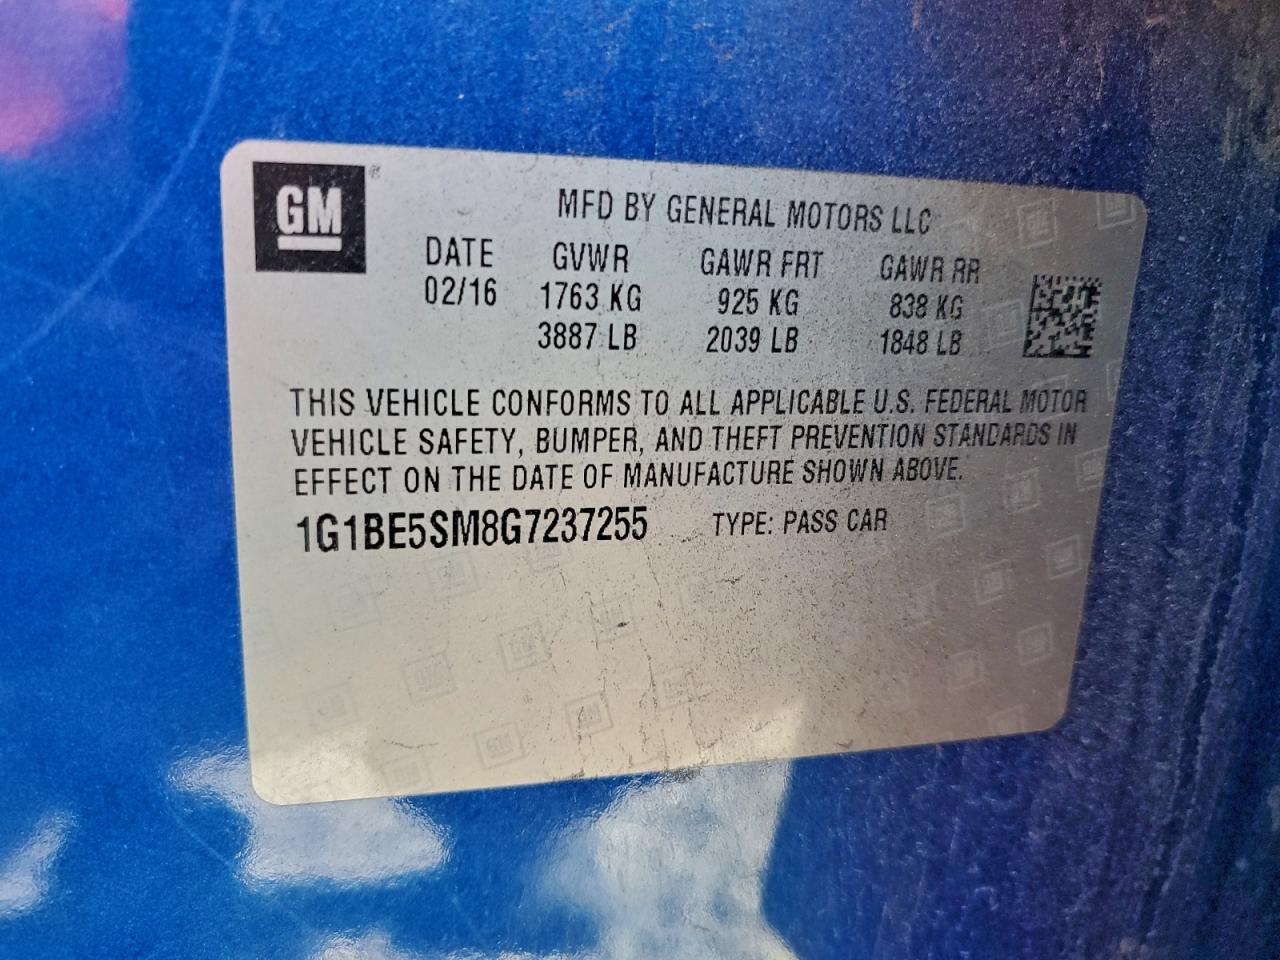 GM
MFD BY GENERAL MOTORS LLC
DATE GVWR GAWR FRT GAWR RR
02/16 1763 KG 925 KG 838 KG
3887 LB 2039 LB 1848 LB
THIS VEHICLE CONFORMS TO ALL APPLICABLE U.S. FEDERAL MOTOR
VEHICLE SAFETY, BUMPER, AND THEFT PREVENTION STANDARDS IN
EFFECT ON THE DATE OF MANUFACTURE SHOWN ABOVE.
1G1BE5SM8G7237255 TYPE: PASS CAR